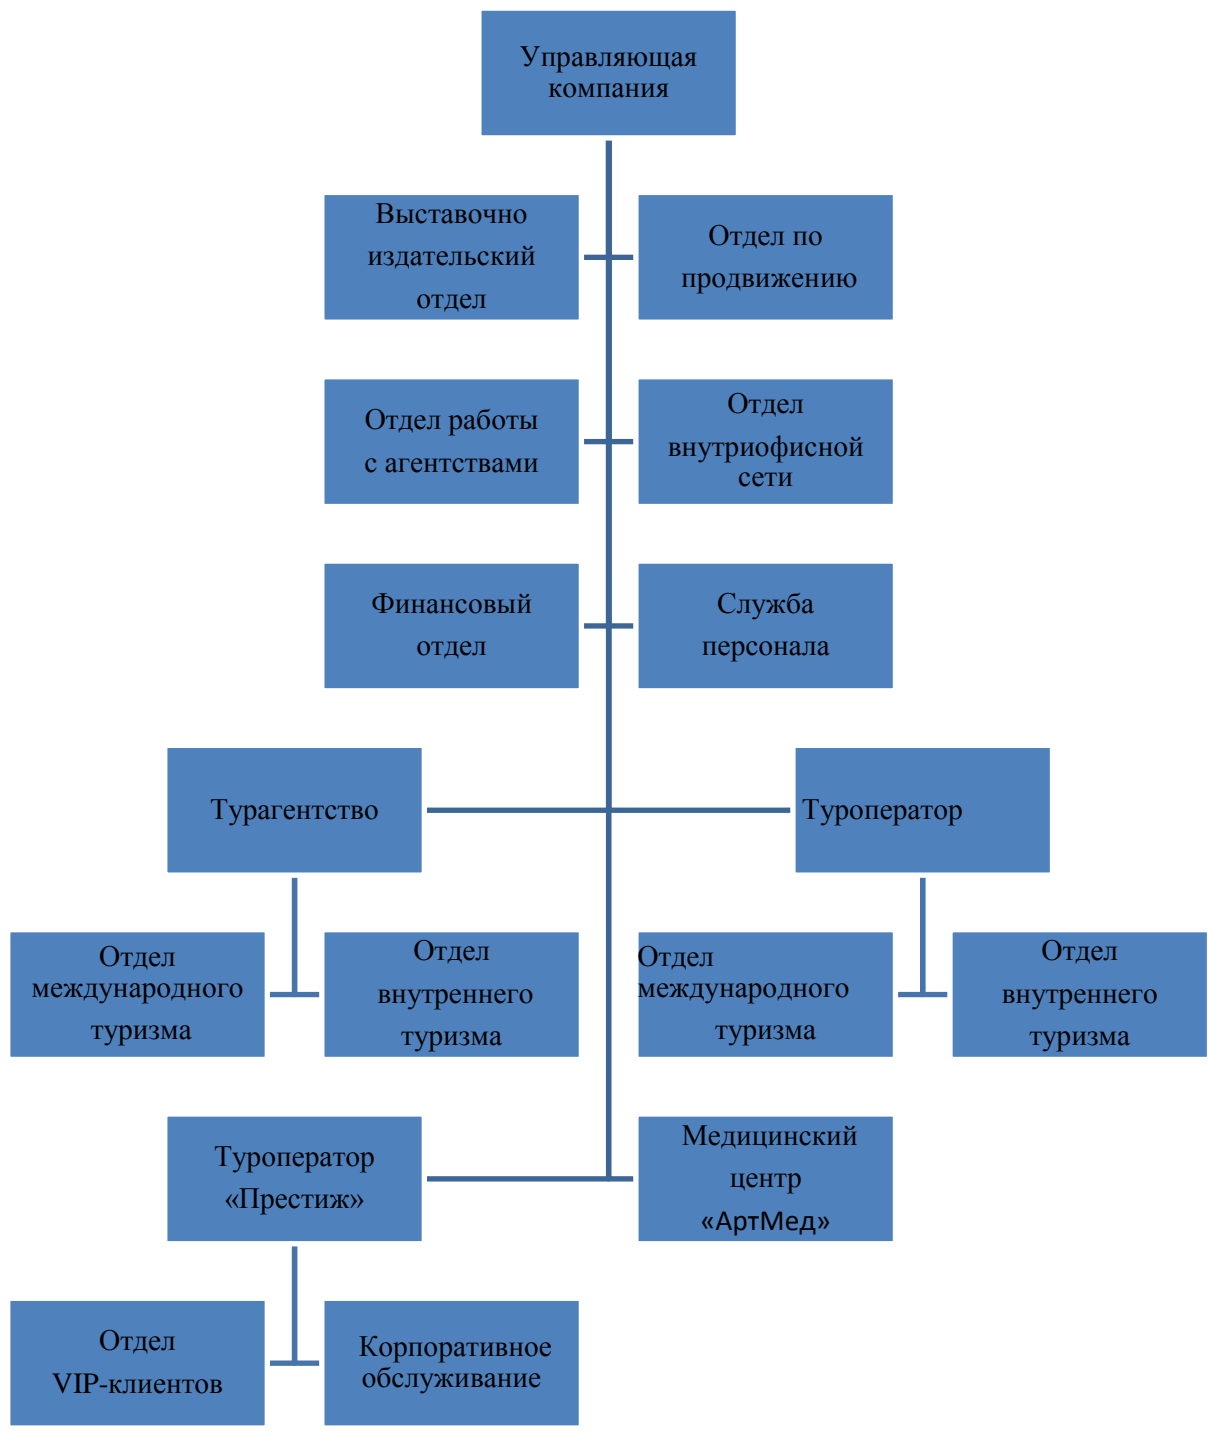 Управляющая
компания
Выставочно
издательский
отдел
Отдел по
продвижению
Отдел работы
с агентствами
Отдел
внутриофисной
сети
Финансовый
отдел
Служба
персонала
Турагентство
Туроператор
Отдел
международного
туризма
Отдел
внутреннего
туризма
Отдел
международного
туризма
Отдел
внутреннего
туризма
Туроператор
«Престиж»
Медицинский
центр
«АртМед»
Отдел
VIP-клиентов
Корпоративное
обслуживание